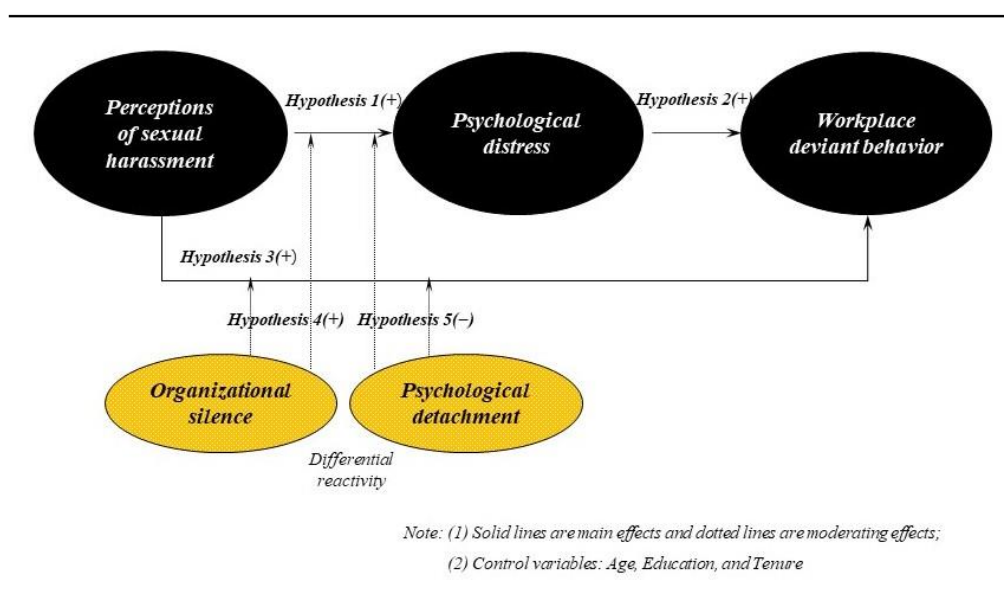 Perceptions
of sexual
harassment
Hypothesis 1(+)
Psychological
distress
Hypothesis 2(+)
Workplace
deviant behavior
Hypothesis 3(+)
Hypothesis 4(+)
Hypothesis 5(−)
Organizational
silence
Psychological
detachment
Differential
reactivity
Note: (1) Solid lines are main effects and dotted lines are moderating effects;
(2) Control variables: Age, Education, and Tenure